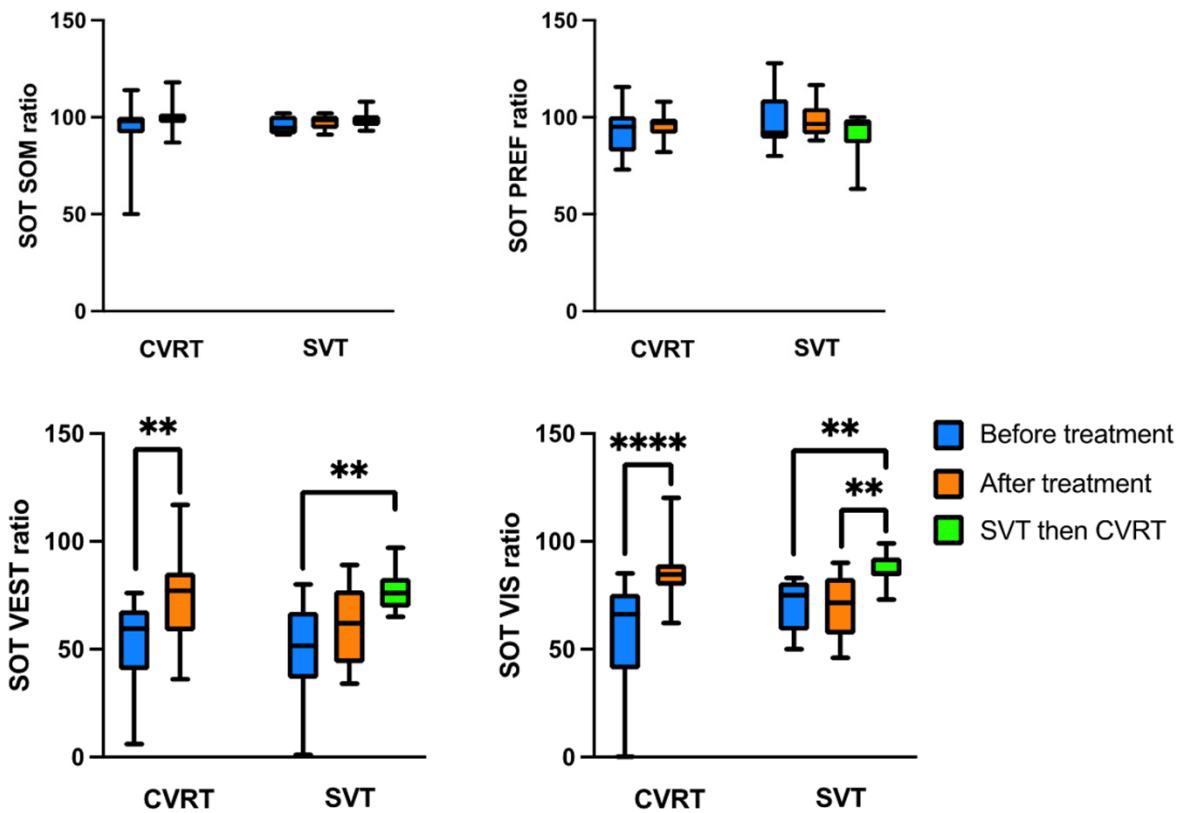 SOT SOM ratio
150
100
50
0
CVRT
SVT
SOT PREF ratio
150
100
50
0
CVRT
SVT
SOT VEST ratio
150
100
50
0
**
**
CVRT
SVT
SOT VIS ratio
150
100
50
0
****
**
**
CVRT
SVT
Before treatment
After treatment
SVT then CVRT